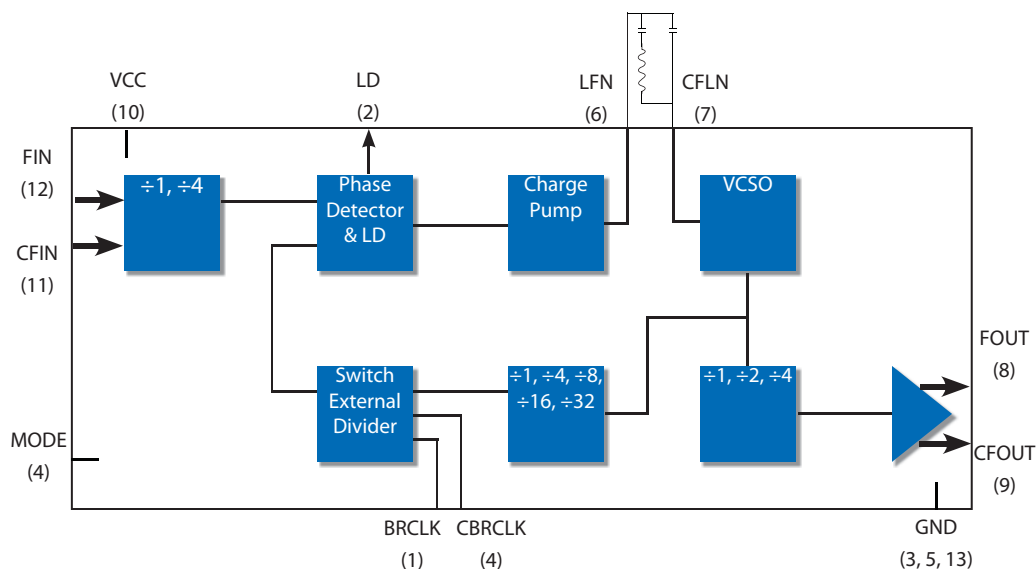 VCC
(10)
LD
(2)
LFN
(6)
CFLN
(7)
FIN
(12)
CFIN
(11)
÷1, ÷4
Phase
Detector
& LD
Charge
Pump
VCSO
Switch
External
Divider
÷1, ÷4, ÷8,
÷16, ÷32
÷1, ÷2, ÷4
FOUT
(8)
CFOUT
(9)
MODE
(4)
BRCLK
(1)
CBRCLK
(4)
GND
(3, 5, 13)